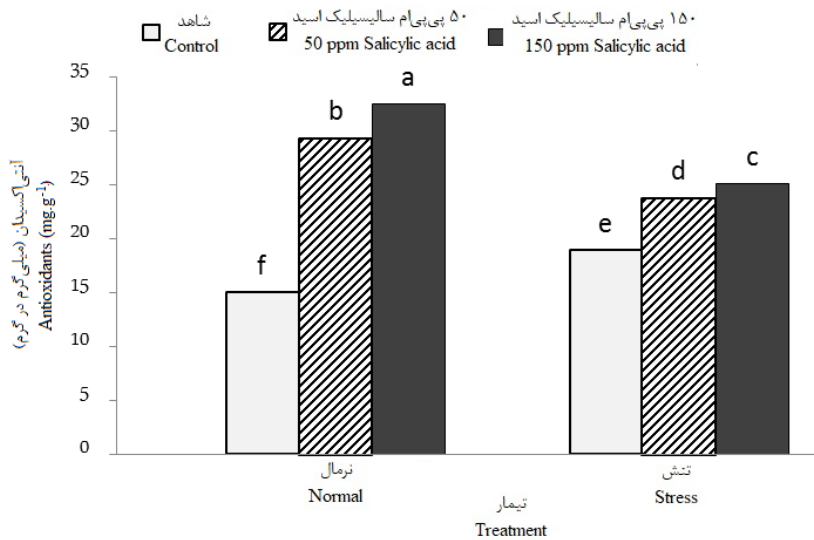 شاهد
Control
۵۰ پی‌پی‌ام سالیسیلیک اسید
50 ppm Salicylic acid
۱۵۰ پی‌پی‌ام سالیسیلیک اسید
150 ppm Salicylic acid
آنتی‌اکسیدان (میلی‌گرم در گرم)
Antioxidants (mg.g-1)
35
30
25
20
15
10
5
0
f
b
a
e
d
c
نرمال
Normal
تنش
Stress
تیمار
Treatment